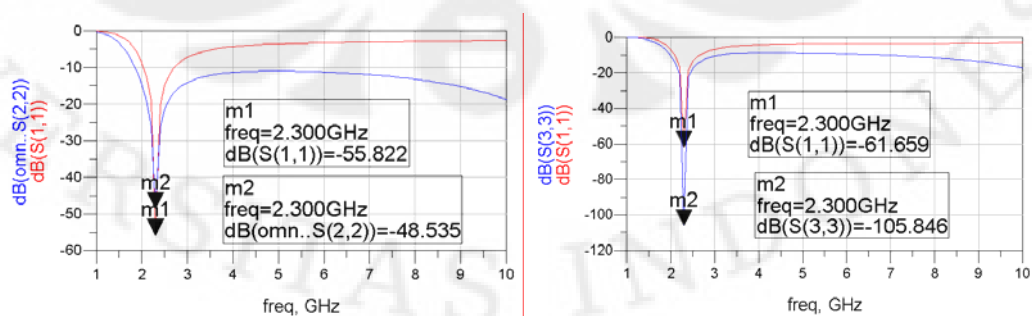 0
-10
-20
-30
-40
-50
-60
dB(omn..S(2,2))
dB(S(1,1))
m1
freq=2.300GHz
dB(S(1,1))=-55.822
m2
freq=2.300GHz
dB(omn..S(2,2))=-48.535
m2
m1
1 2 3 4 5 6 7 8 9 10
freq, GHz
0
-20
-40
-60
-80
-100
-120
dB(S(3,3))
dB(S(1,1))
m1
freq=2.300GHz
dB(S(1,1))=-61.659
m2
freq=2.300GHz
dB(S(3,3))=-105.846
m1
m2
1 2 3 4 5 6 7 8 9 10
freq, GHz